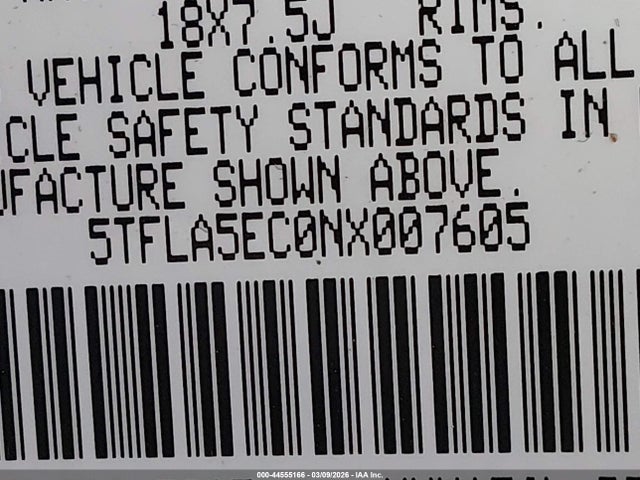 18X7.5J RIMS.
VEHICLE CONFORMS TO ALL
CLE SAFETY STANDARDS IN
UFACTURE SHOWN ABOVE.
5TFLA5EC0NX007605
000-44555166 - 03/09/2026 - IAA Inc.